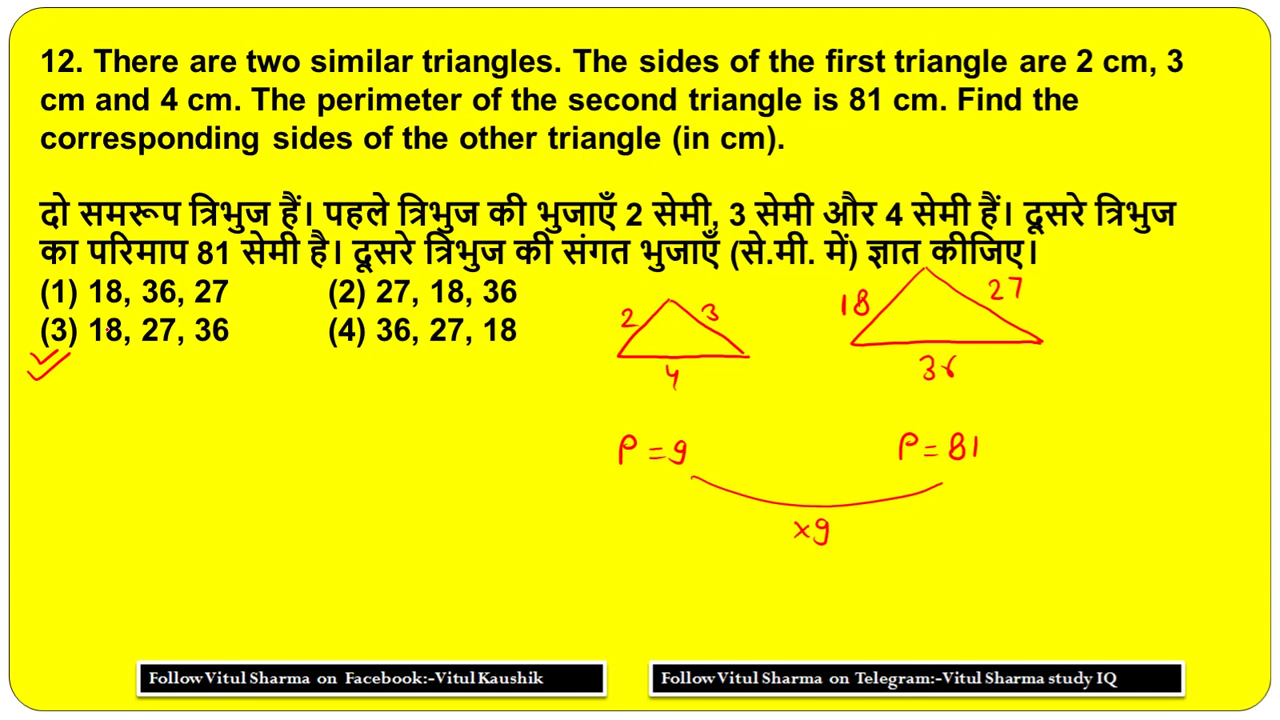 12. There are two similar triangles. The sides of the first triangle are 2 cm, 3
cm and 4 cm. The perimeter of the second triangle is 81 cm. Find the
corresponding sides of the other triangle (in cm).
दो समरूप त्रिभुज हैं। पहले त्रिभुज की भुजाएँ 2 सेमी, 3 सेमी और 4 सेमी हैं। दूसरे त्रिभुज
का परिमाप 81 सेमी है। दूसरे त्रिभुज की संगत भुजाएँ (से.मी. में) ज्ञात कीजिए।
(1) 18, 36, 27 (2) 27, 18, 36
(3) 18, 27, 36 (4) 36, 27, 18
2 3 18 27
4 36
P = 9 P = 81
×9
Follow Vitul Sharma on Facebook:-Vitul Kaushik
Follow Vitul Sharma on Telegram:-Vitul Sharma study IQ